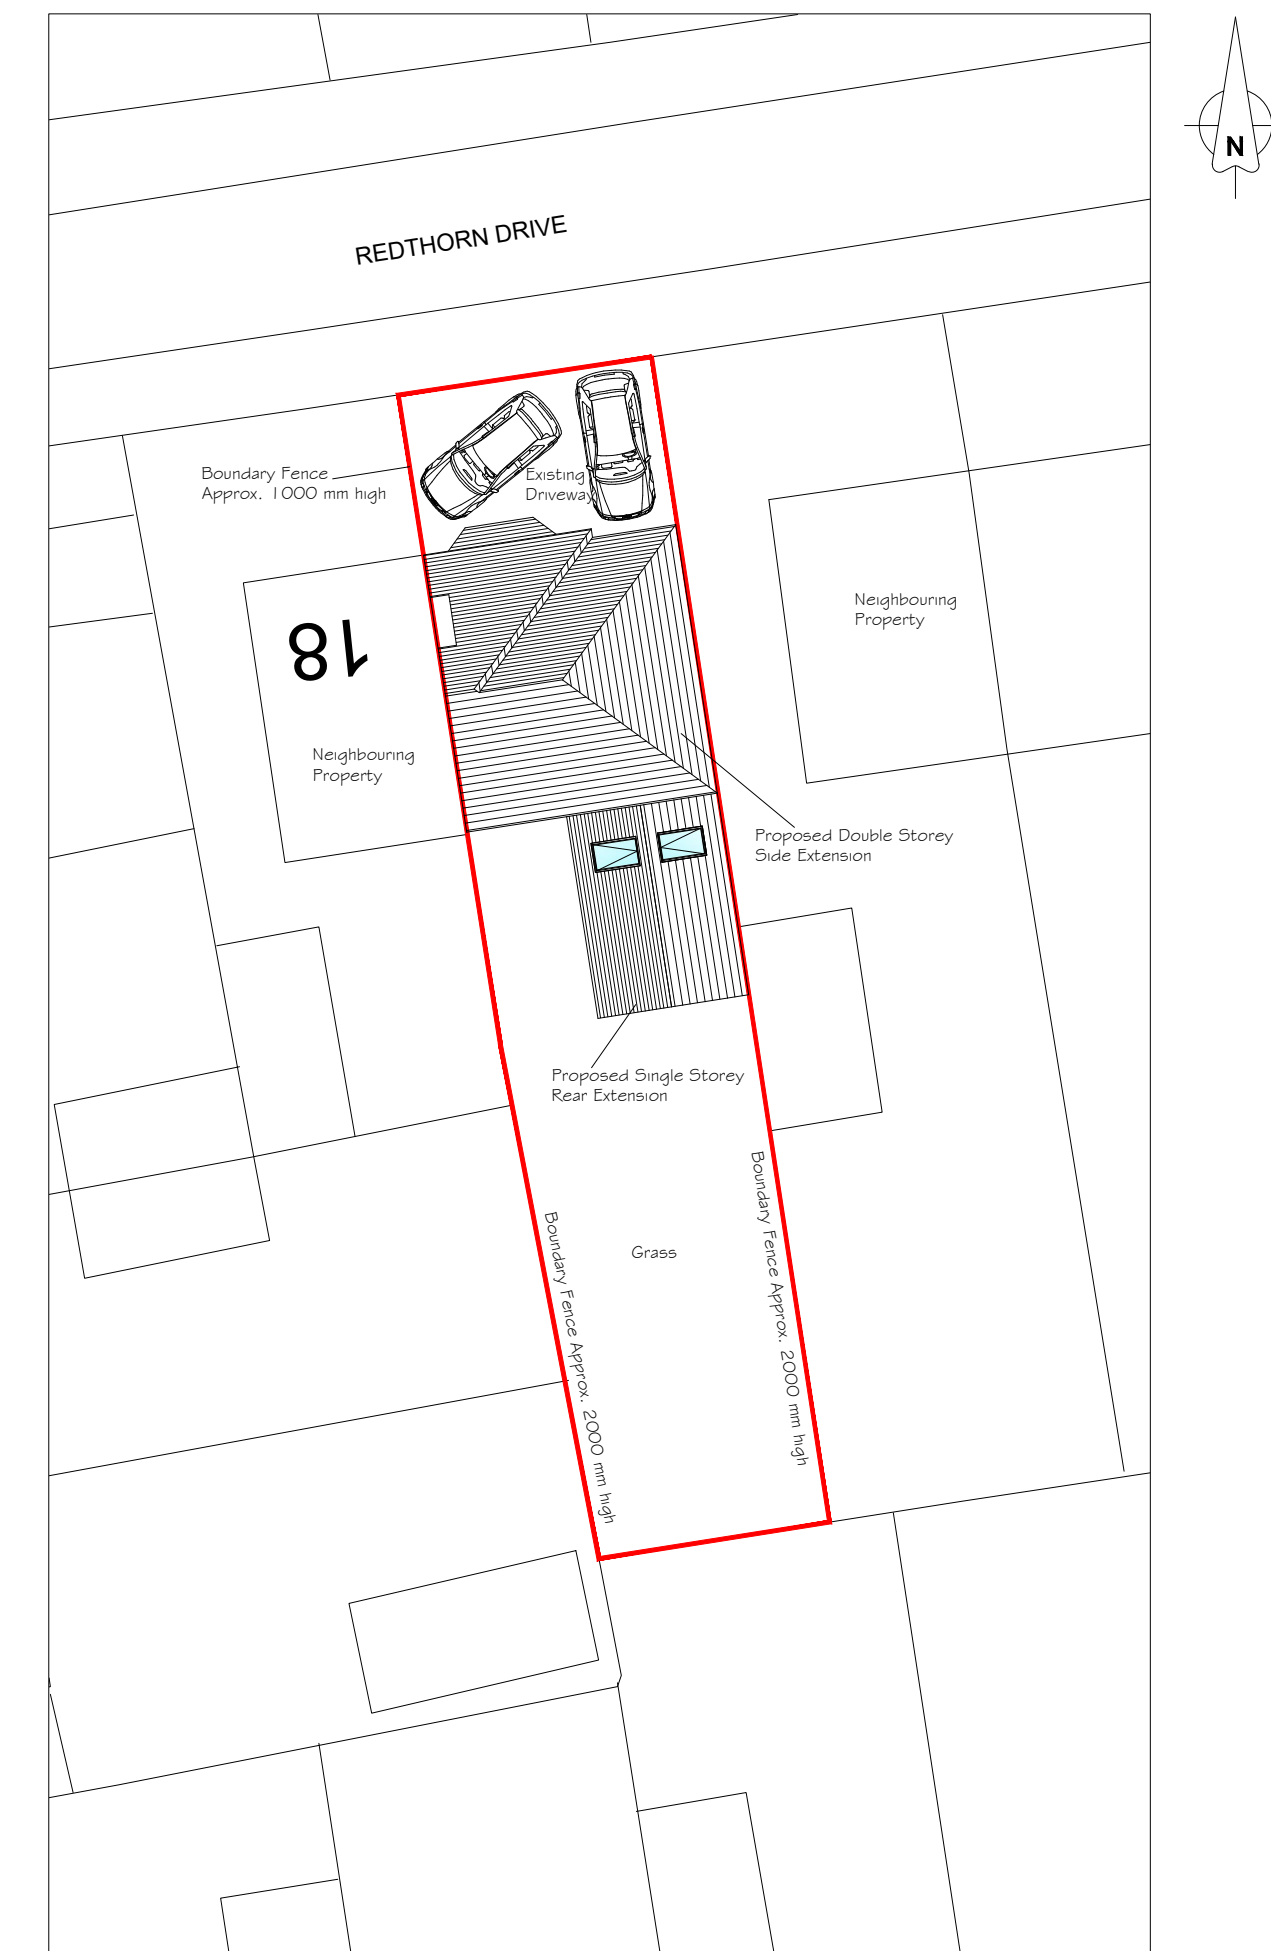 N
REDTHORN DRIVE
Boundary Fence
Approx. 1000 mm high
Existing
Driveway
18
Neighbouring
Property
Neighbouring
Property
Proposed Double Storey
Side Extension
Proposed Single Storey
Rear Extension
Boundary Fence Approx. 2000 mm high
Boundary Fence Approx. 2000 mm high
Grass